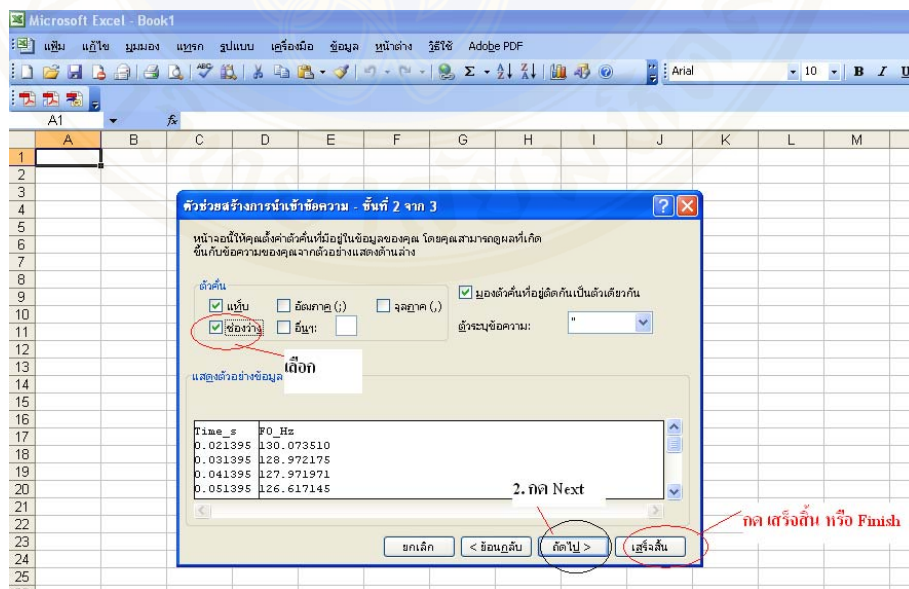 Microsoft Excel - Book1
แฟ้ม แก้ไข มุมมอง แทรก รูปแบบ เครื่องมือ ข้อมูล หน้าต่าง วิธีใช้ Adobe PDF
Arial 10 B I U
A1 fx
A B C D E F G H I J K L M
1
2
3
4
5
6
7
8
9
10
11
12
13
14
15
16
17
18
19
20
21
22
23
24
25
ตัวช่วยสร้างการนำเข้าข้อความ - ขั้นที่ 2 จาก 3
หน้าจอนี้ให้คุณตั้งค่าตัวคั่นที่มีอยู่ในข้อมูลของคุณ โดยคุณสามารถดูผลที่เกิด
ขึ้นกับข้อความของคุณจากตัวอย่างแสดงด้านล่าง
ตัวคั่น
แท็บ อัฒภาค (;) จุลภาค (,) มองตัวคั่นที่อยู่ติดกันเป็นตัวเดียวกัน
ช่องว่าง อื่นๆ: ตัวระบุข้อความ: "
เลือก
แสดงตัวอย่างข้อมูล
Time_s F0_Hz
0.021395 130.073510
0.031395 128.972175
0.041395 127.971971
0.051395 126.617145
2. กด Next
กด เสร็จสิ้น หรือ Finish
ยกเลิก < ย้อนกลับ ถัดไป > เสร็จสิ้น